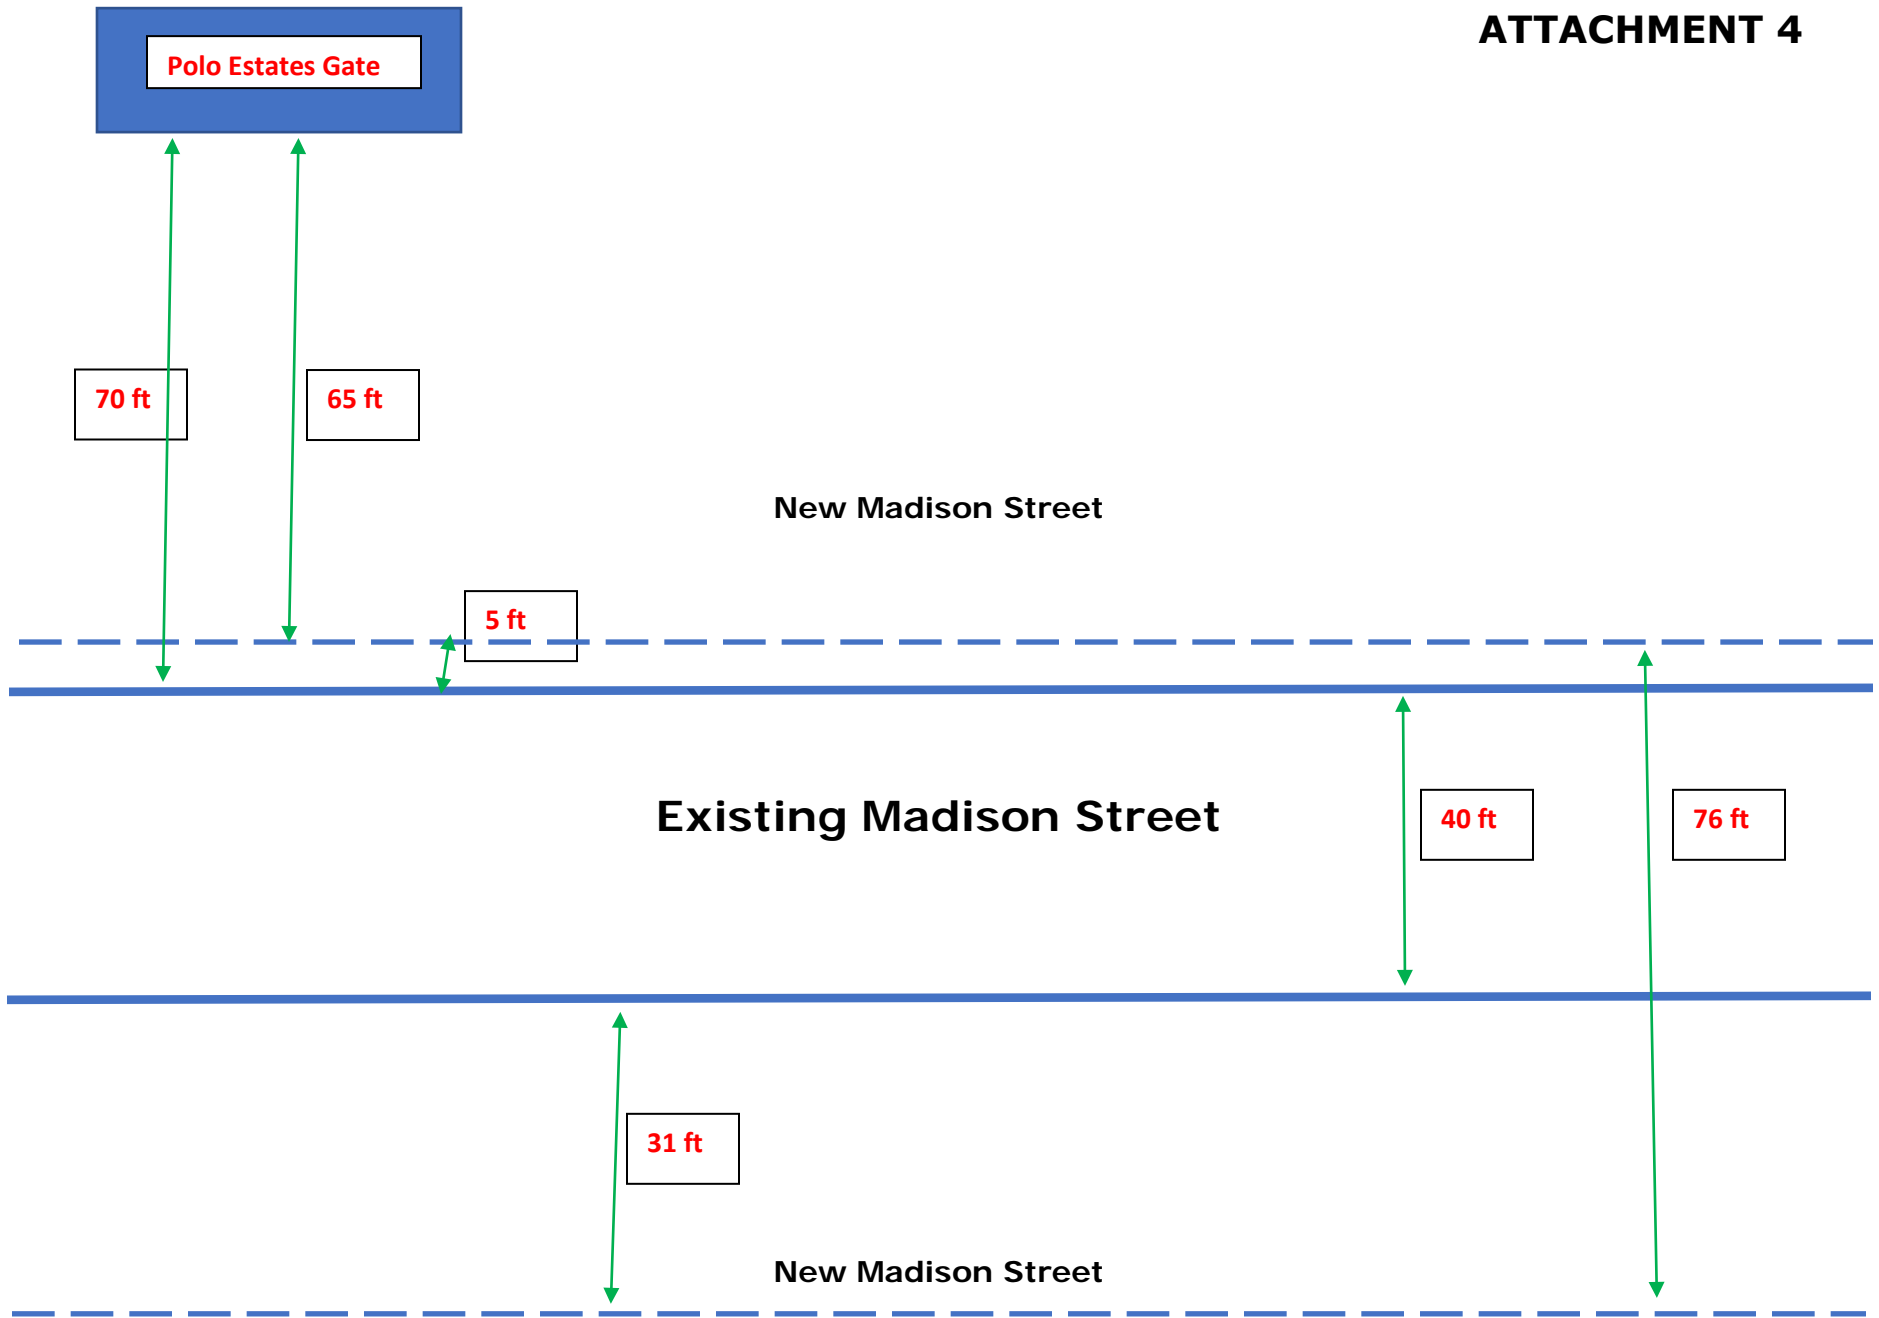 ATTACHMENT 4
Polo Estates Gate
70 ft
65 ft
New Madison Street
5 ft
Existing Madison Street
40 ft
76 ft
31 ft
New Madison Street